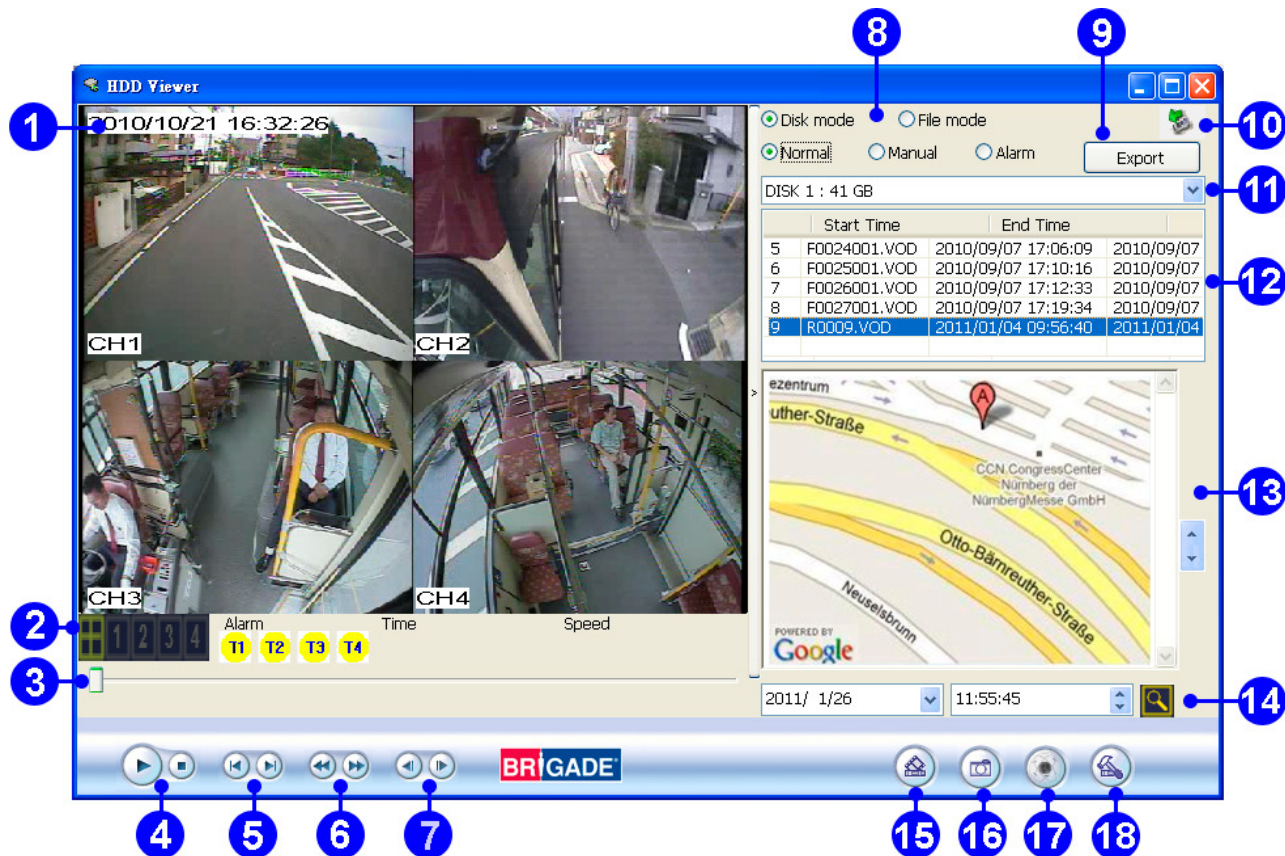 8
9
HDD Viewer
1
2010/10/21 16:32:26
Disk mode
File mode
10
Normal
Manual
Alarm
Export
DISK 1 : 41 GB
11
Start Time
End Time
5 F0024001.VOD 2010/09/07 17:06:09 2010/09/07
6 F0025001.VOD 2010/09/07 17:10:16 2010/09/07
7 F0026001.VOD 2010/09/07 17:12:33 2010/09/07
8 F0027001.VOD 2010/09/07 17:19:34 2010/09/07
9 R0009.VOD 2011/01/04 09:56:40 2011/01/04
12
CH1
CH2
CH3
CH4
ezentrum
uther-Straße
A
CCN CongressCenter
Nürnberg der
NürnbergMesse GmbH
Otto-Bärnreuther-Straße
Neuselsbrunn
POWERED BY
Google
13
2
1 2 3 4
Alarm
Time
Speed
T1 T2 T3 T4
3
2011/ 1/26
11:55:45
14
BRIGADE
4
5
6
7
15
16
17
18